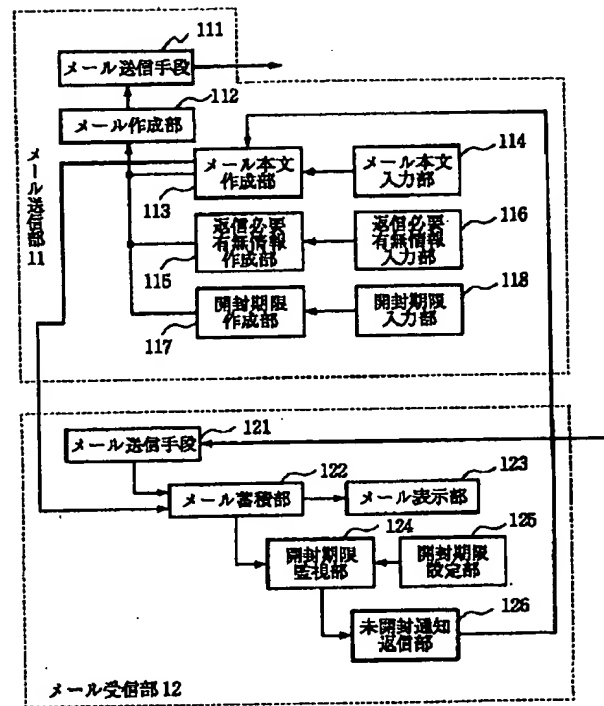 111
メール送信手段
112
メール作成部
メール送信部11
メール本文
作成部
113
メール本文
入力部
114
返信必要
有無情報
作成部
115
返信必要
有無情報
入力部
116
開封期限
作成部
117
開封期限
入力部
118
メール送信手段
121
メール蓄積部
122
メール表示部
123
開封期限
監視部
124
開封期限
設定部
125
未開封通知
返信部
126
メール受信部12